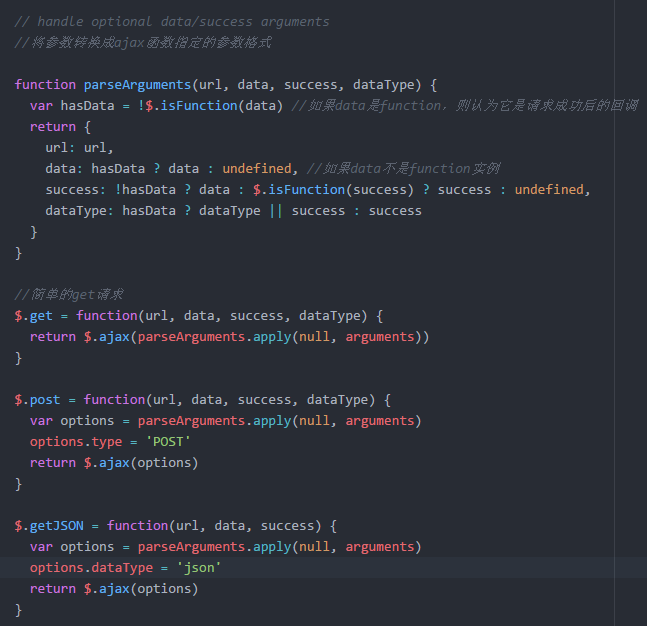 // handle optional data/success arguments
//将参数转换成ajax函数指定的参数格式
function parseArguments(url, data, success, dataType) {
  var hasData = !$.isFunction(data) //如果data是function，则认为它是请求成功后的回调
  return {
    url: url,
    data: hasData ? data : undefined, //如果data不是function实例
    success: !hasData ? data : $.isFunction(success) ? success : undefined,
    dataType: hasData ? dataType || success : success
  }
}
//简单的get请求
$.get = function(url, data, success, dataType) {
  return $.ajax(parseArguments.apply(null, arguments))
}
$.post = function(url, data, success, dataType) {
  var options = parseArguments.apply(null, arguments)
  options.type = 'POST'
  return $.ajax(options)
}
$.getJSON = function(url, data, success) {
  var options = parseArguments.apply(null, arguments)
  options.dataType = 'json'
  return $.ajax(options)
}